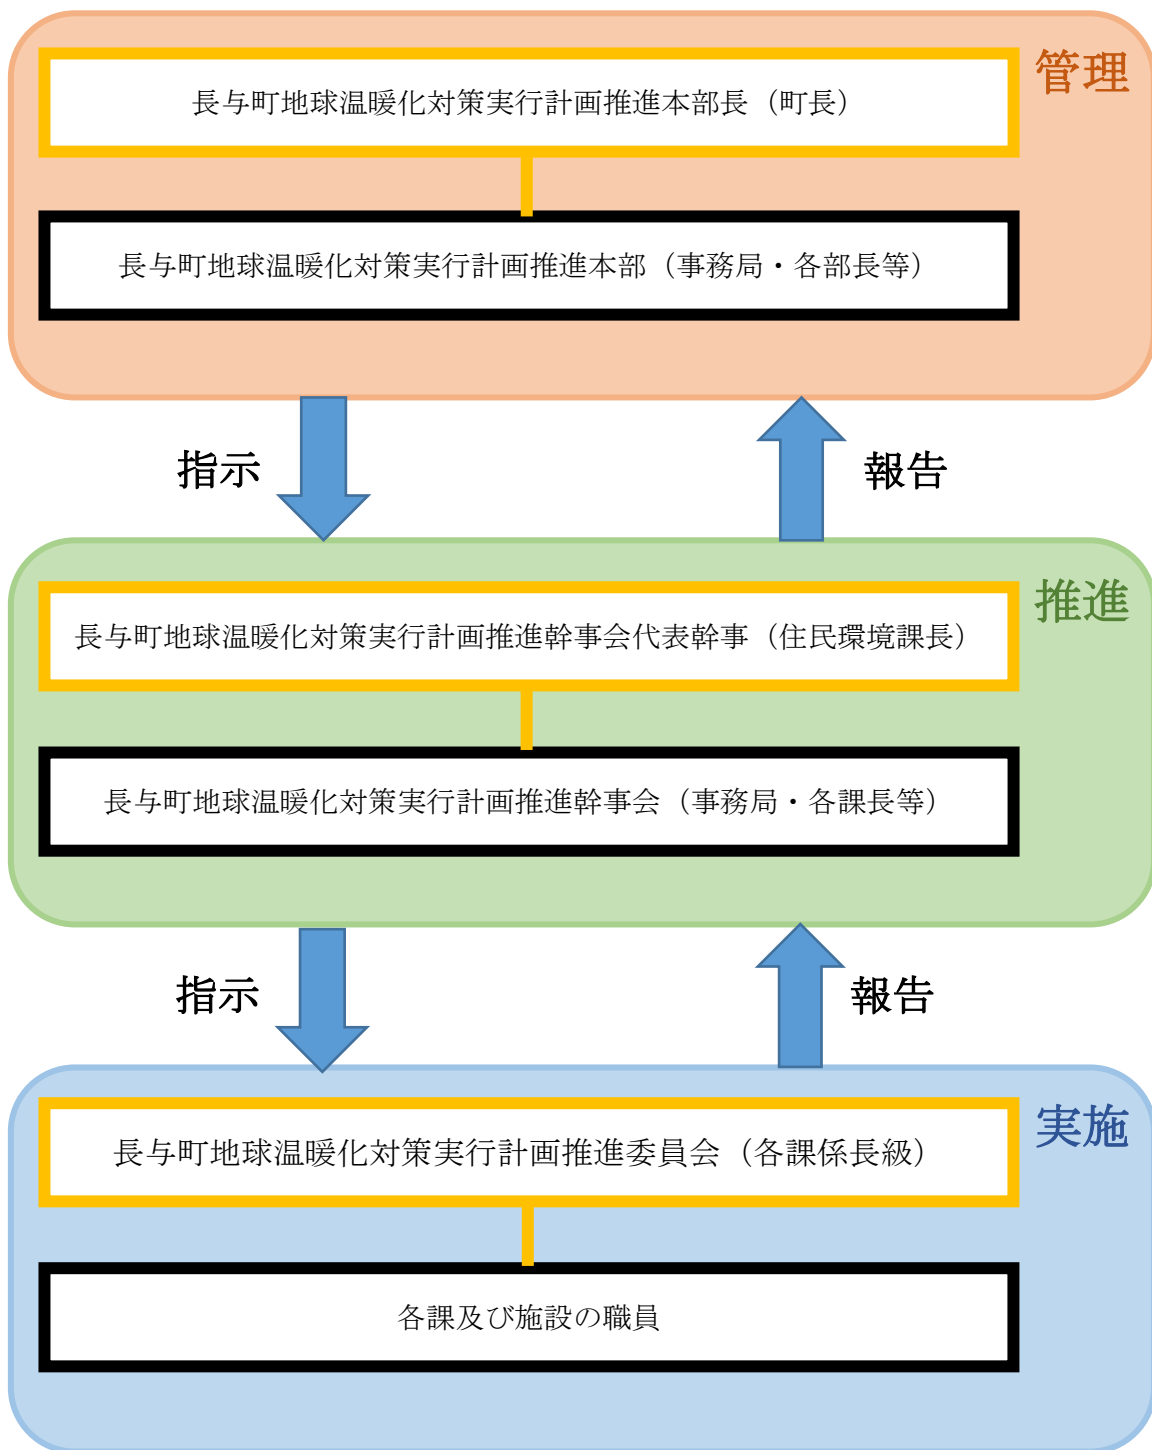 管理
長与町地球温暖化対策実行計画推進本部長（町長）
長与町地球温暖化対策実行計画推進本部（事務局・各部長等）
指示
報告
推進
長与町地球温暖化対策実行計画推進幹事会代表幹事（住民環境課長）
長与町地球温暖化対策実行計画推進幹事会（事務局・各課長等）
指示
報告
実施
長与町地球温暖化対策実行計画推進委員会（各課係長級）
各課及び施設の職員